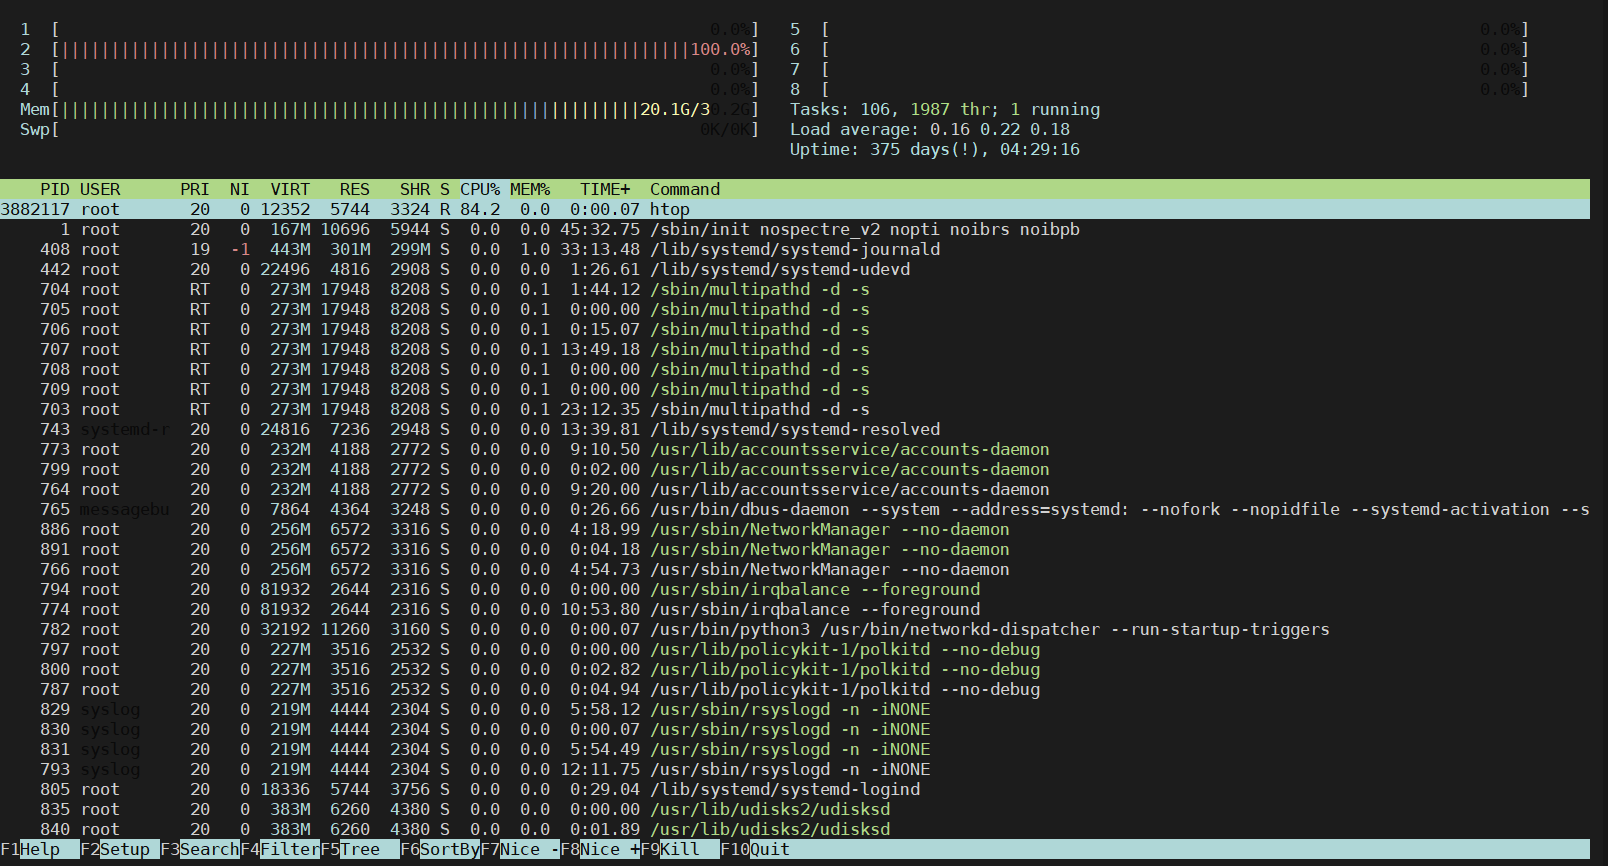 1 [ 0.0%] 5 [ 0.0%]
2 [||||||||||||||||||||||||||||||||||||||||||||||||||||||||||||||||100.0%] 6 [ 0.0%]
3 [ 0.0%] 7 [ 0.0%]
4 [ 0.0%] 8 [ 0.0%]
Mem[||||||||||||||||||||||||||||||||||||||||||||||||||||||||||20.1G/30.2G] Tasks: 106, 1987 thr; 1 running
Swp[ 0K/0K] Load average: 0.16 0.22 0.18
Uptime: 375 days(!), 04:29:16
PID USER PRI NI VIRT RES SHR S CPU% MEM% TIME+ Command
3882117 root 20 0 12352 5744 3324 R 84.2 0.0 0:00.07 htop
1 root 20 0 167M 10696 5944 S 0.0 0.0 45:32.75 /sbin/init nospectre_v2 nopti noibrs noibpb
408 root 19 -1 443M 301M 299M S 0.0 1.0 33:13.48 /lib/systemd/systemd-journald
442 root 20 0 22496 4816 2908 S 0.0 0.0 1:26.61 /lib/systemd/systemd-udevd
704 root RT 0 273M 17948 8208 S 0.0 0.1 1:44.12 /sbin/multipathd -d -s
705 root RT 0 273M 17948 8208 S 0.0 0.1 0:00.00 /sbin/multipathd -d -s
706 root RT 0 273M 17948 8208 S 0.0 0.1 0:15.07 /sbin/multipathd -d -s
707 root RT 0 273M 17948 8208 S 0.0 0.1 13:49.18 /sbin/multipathd -d -s
708 root RT 0 273M 17948 8208 S 0.0 0.1 0:00.00 /sbin/multipathd -d -s
709 root RT 0 273M 17948 8208 S 0.0 0.1 0:00.00 /sbin/multipathd -d -s
703 root RT 0 273M 17948 8208 S 0.0 0.1 23:12.35 /sbin/multipathd -d -s
743 systemd-r 20 0 24816 7236 2948 S 0.0 0.0 13:39.81 /lib/systemd/systemd-resolved
773 root 20 0 232M 4188 2772 S 0.0 0.0 9:10.50 /usr/lib/accountsservice/accounts-daemon
799 root 20 0 232M 4188 2772 S 0.0 0.0 0:02.00 /usr/lib/accountsservice/accounts-daemon
764 root 20 0 232M 4188 2772 S 0.0 0.0 9:20.00 /usr/lib/accountsservice/accounts-daemon
765 messagebu 20 0 7864 4364 3248 S 0.0 0.0 0:26.66 /usr/bin/dbus-daemon --system --address=systemd: --nofork --nopidfile --systemd-activation --s
886 root 20 0 256M 6572 3316 S 0.0 0.0 4:18.99 /usr/sbin/NetworkManager --no-daemon
891 root 20 0 256M 6572 3316 S 0.0 0.0 0:04.18 /usr/sbin/NetworkManager --no-daemon
766 root 20 0 256M 6572 3316 S 0.0 0.0 4:54.73 /usr/sbin/NetworkManager --no-daemon
794 root 20 0 81932 2644 2316 S 0.0 0.0 0:00.00 /usr/sbin/irqbalance --foreground
774 root 20 0 81932 2644 2316 S 0.0 0.0 10:53.80 /usr/sbin/irqbalance --foreground
782 root 20 0 32192 11260 3160 S 0.0 0.0 0:00.07 /usr/bin/python3 /usr/bin/networkd-dispatcher --run-startup-triggers
797 root 20 0 227M 3516 2532 S 0.0 0.0 0:00.00 /usr/lib/policykit-1/polkitd --no-debug
800 root 20 0 227M 3516 2532 S 0.0 0.0 0:02.82 /usr/lib/policykit-1/polkitd --no-debug
787 root 20 0 227M 3516 2532 S 0.0 0.0 0:04.94 /usr/lib/policykit-1/polkitd --no-debug
829 syslog 20 0 219M 4444 2304 S 0.0 0.0 5:58.12 /usr/sbin/rsyslogd -n -iNONE
830 syslog 20 0 219M 4444 2304 S 0.0 0.0 0:00.07 /usr/sbin/rsyslogd -n -iNONE
831 syslog 20 0 219M 4444 2304 S 0.0 0.0 5:54.49 /usr/sbin/rsyslogd -n -iNONE
793 syslog 20 0 219M 4444 2304 S 0.0 0.0 12:11.75 /usr/sbin/rsyslogd -n -iNONE
805 root 20 0 18336 5744 3756 S 0.0 0.0 0:29.04 /lib/systemd/systemd-logind
835 root 20 0 383M 6260 4380 S 0.0 0.0 0:00.00 /usr/lib/udisks2/udisksd
840 root 20 0 383M 6260 4380 S 0.0 0.0 0:01.89 /usr/lib/udisks2/udisksd
F1Help F2Setup F3SearchF4FilterF5Tree F6SortByF7Nice -F8Nice +F9Kill F10Quit